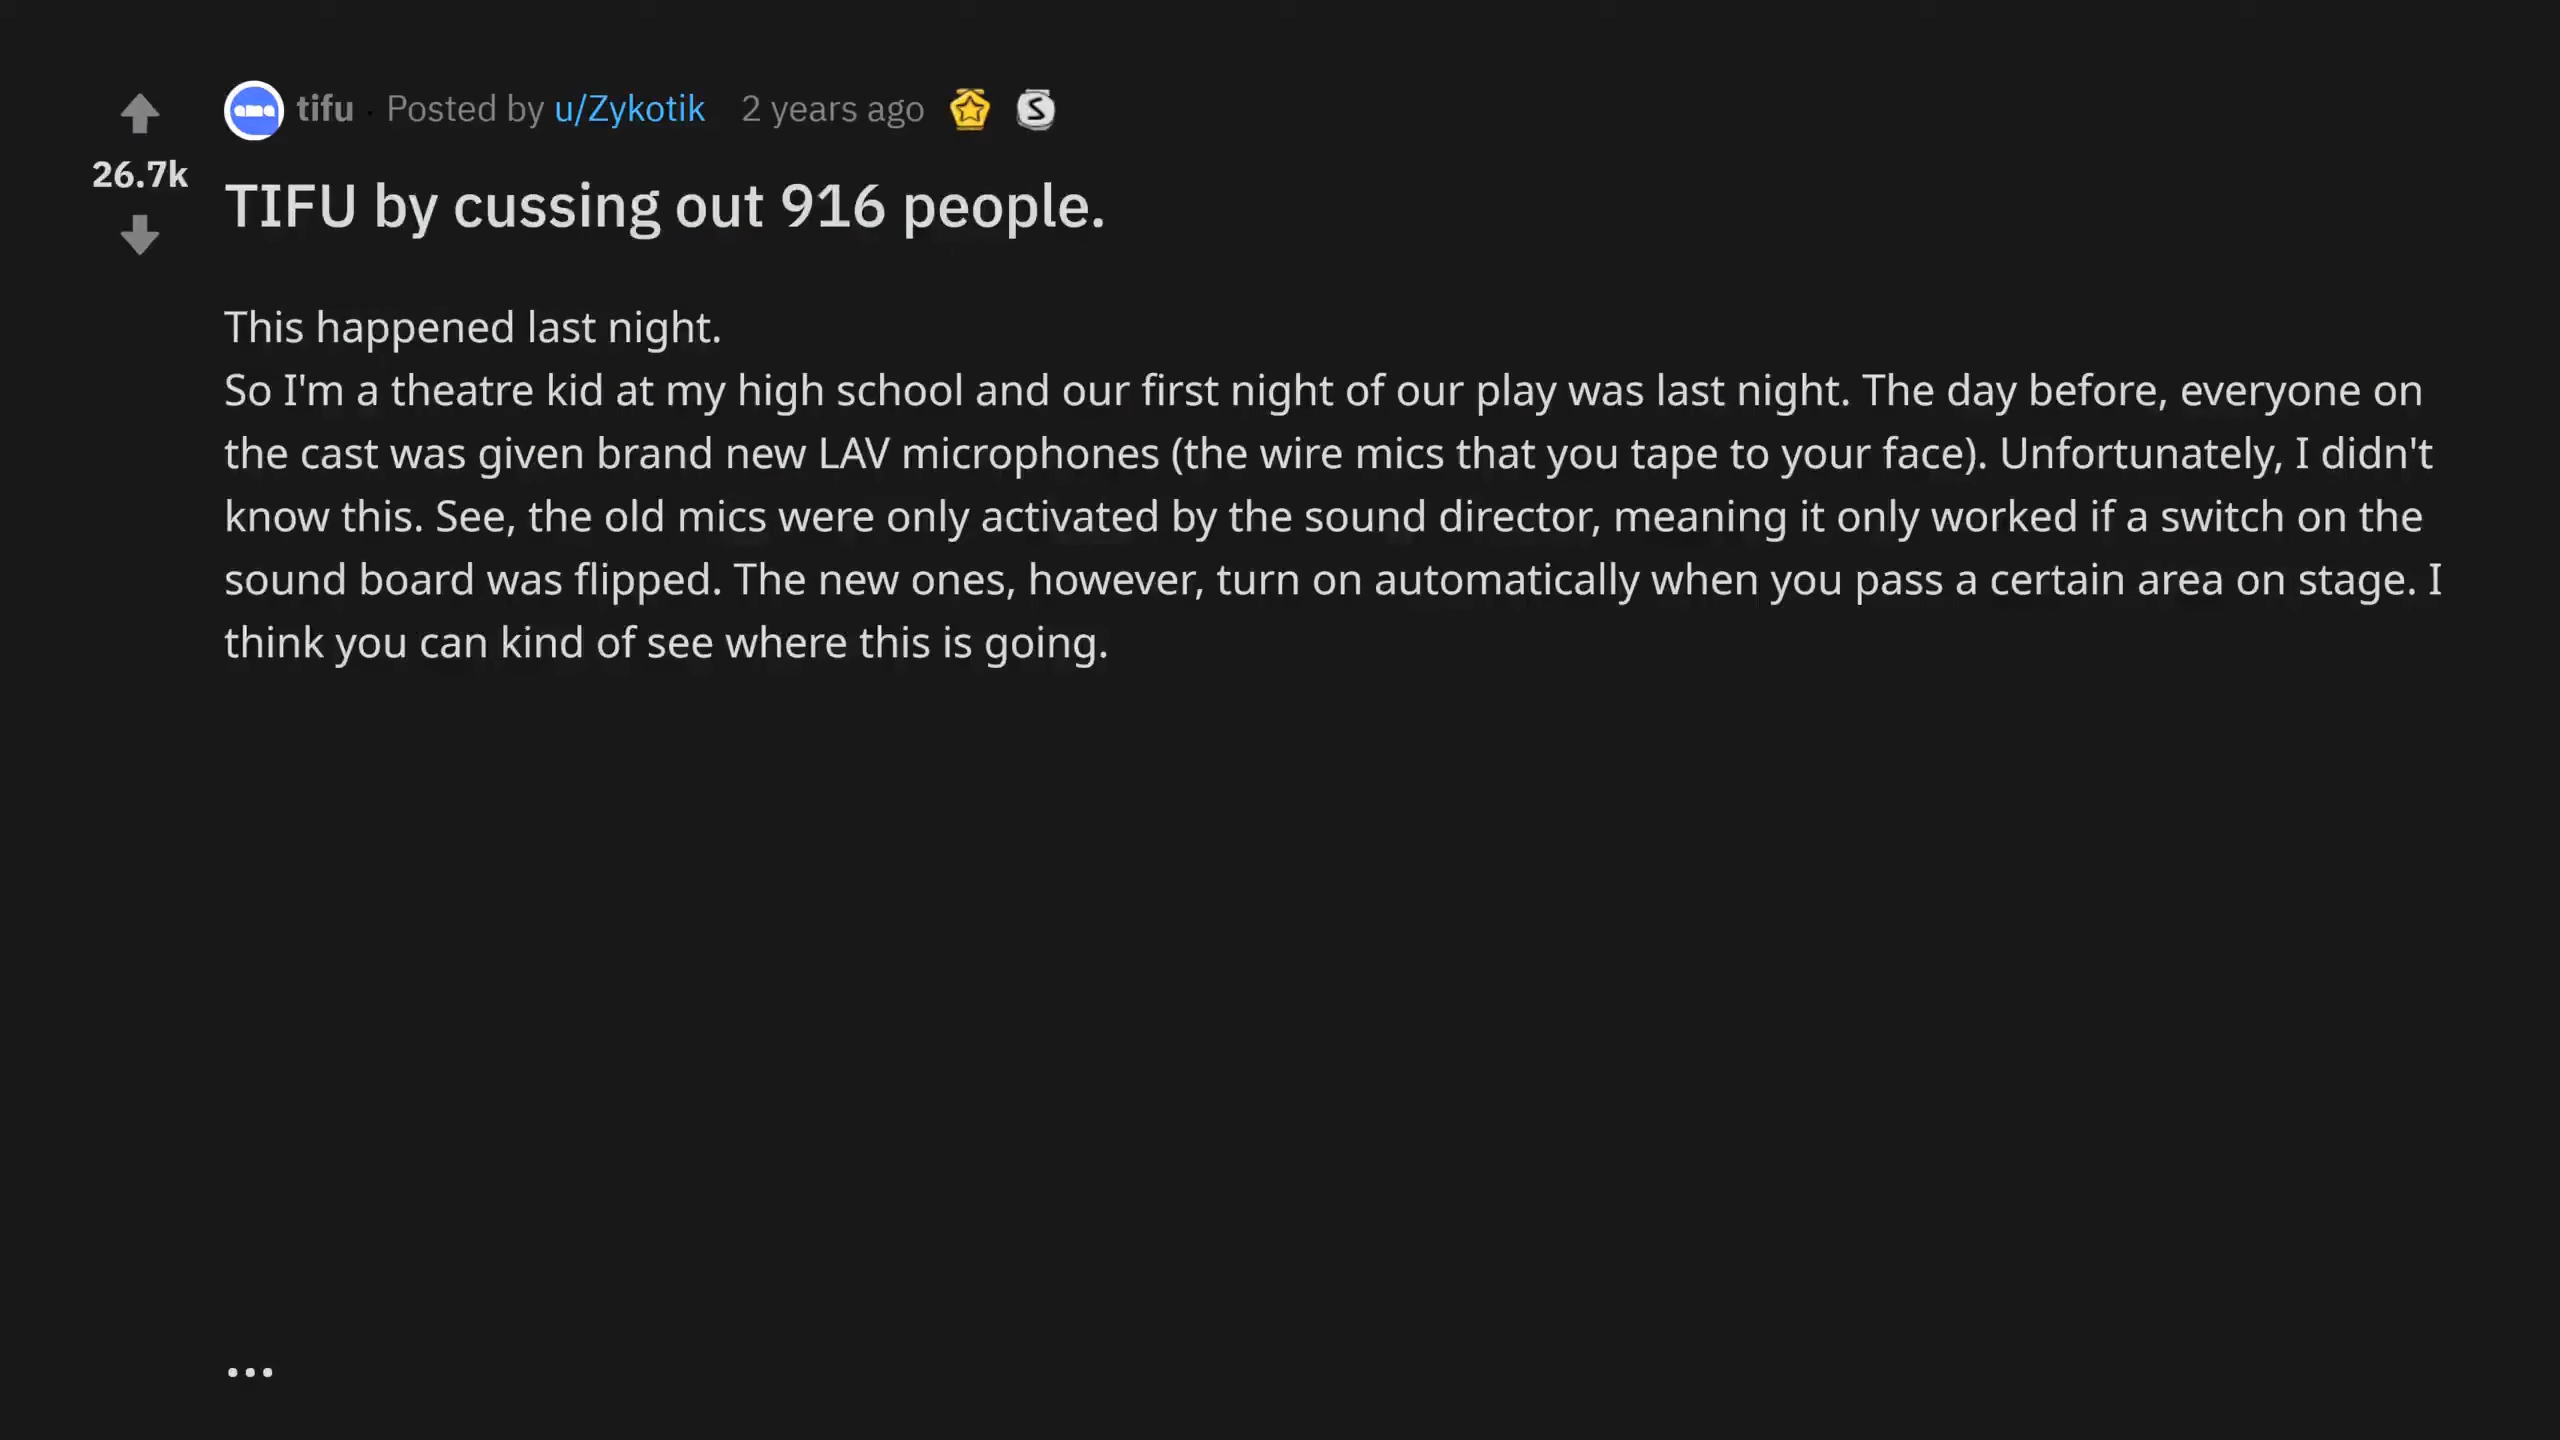 tifu · Posted by u/Zykotik 2 years ago
26.7k
TIFU by cussing out 916 people.
This happened last night.
So I'm a theatre kid at my high school and our first night of our play was last night. The day before, everyone on
the cast was given brand new LAV microphones (the wire mics that you tape to your face). Unfortunately, I didn't
know this. See, the old mics were only activated by the sound director, meaning it only worked if a switch on the
sound board was flipped. The new ones, however, turn on automatically when you pass a certain area on stage. I
think you can kind of see where this is going.
...